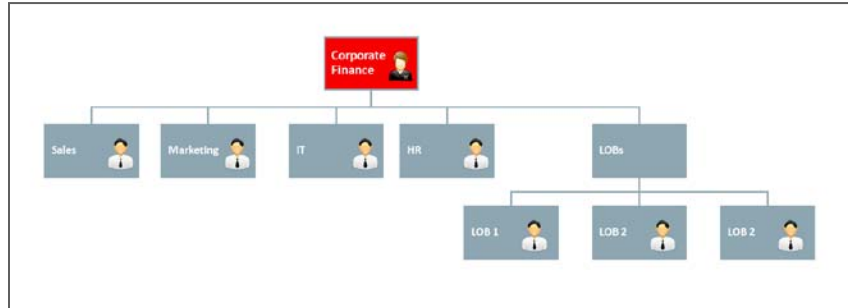 Corporate
Finance
Sales
Marketing
IT
HR
LOBs
LOB 1
LOB 2
LOB 2